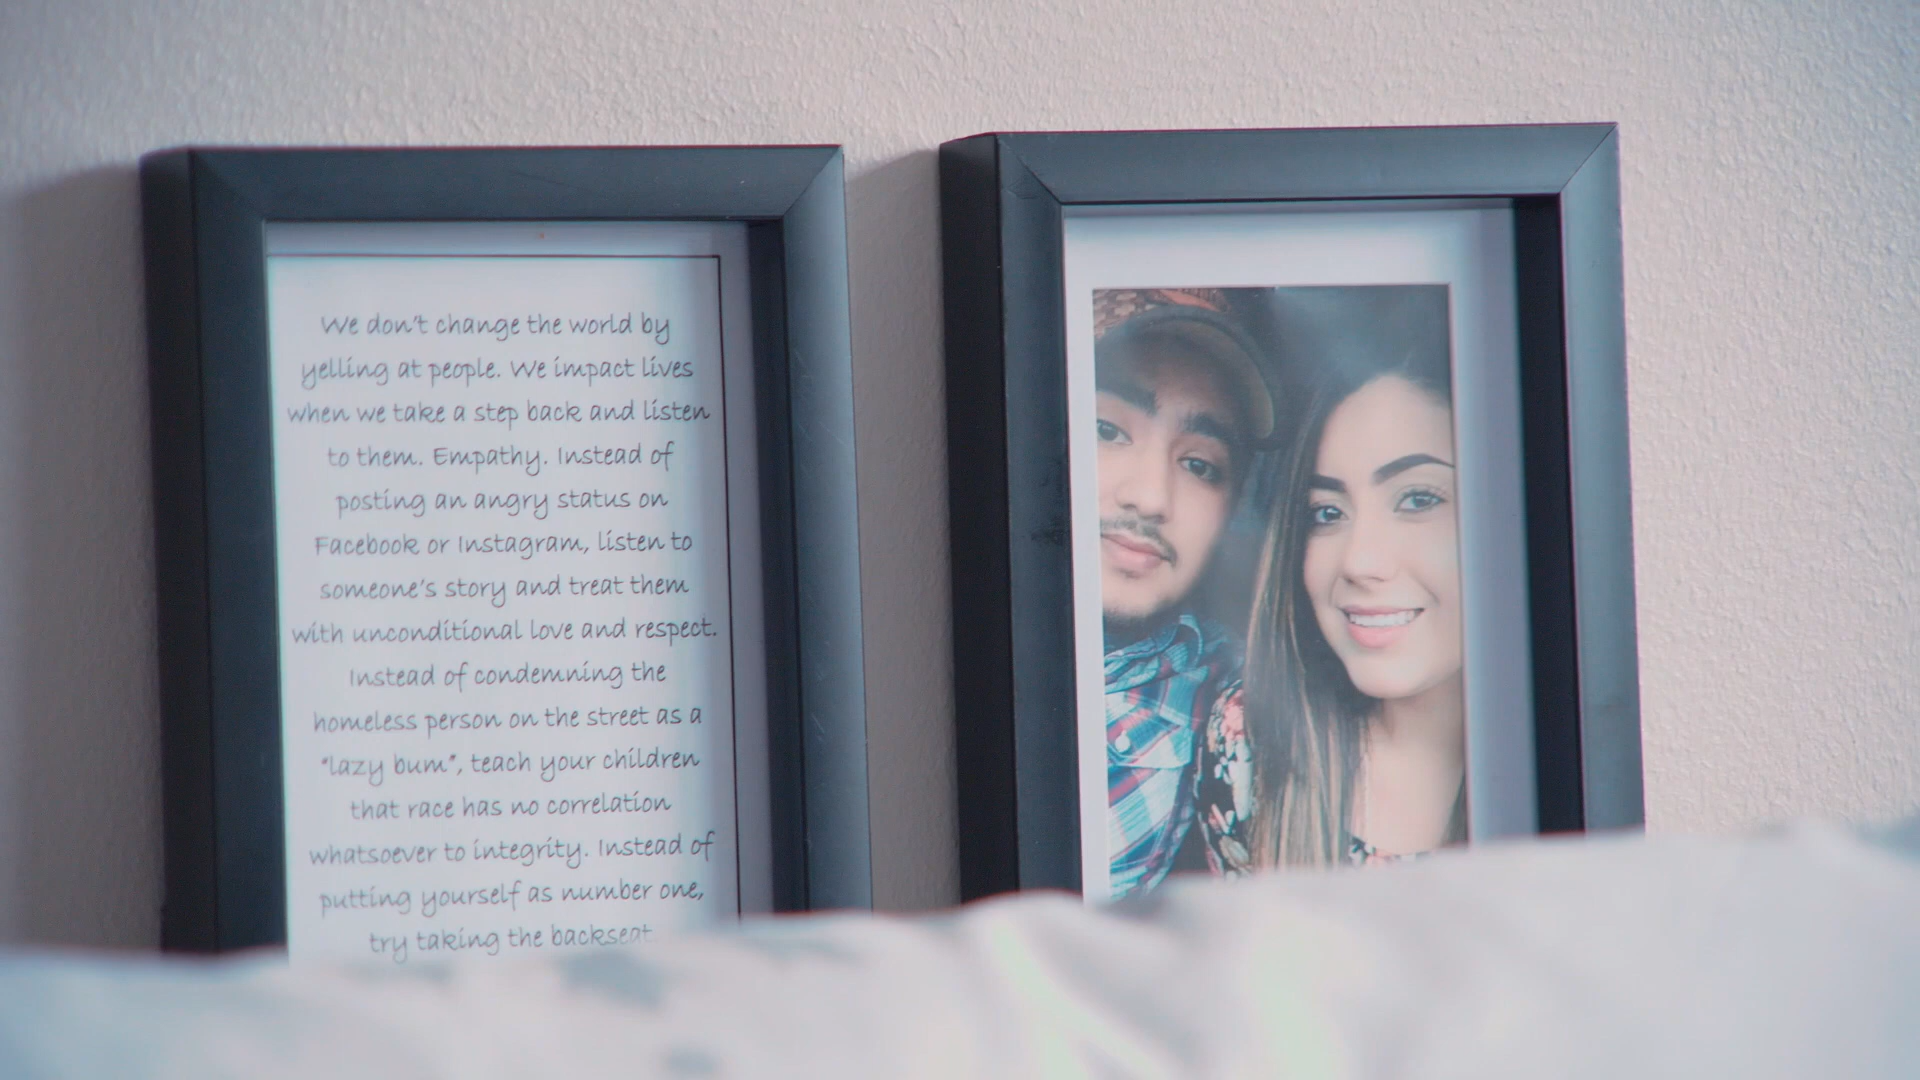 We don't change the world by
yelling at people. We impact lives
when we take a step back and listen
to them. Empathy. Instead of
posting an angry status on
Facebook or Instagram, listen to
someone's story and treat them
with unconditional love and respect.
Instead of condemning the
homeless person on the street as a
"lazy bum", teach your children
that race has no correlation
whatsoever to integrity. Instead of
putting yourself as number one,
try taking the backseat.